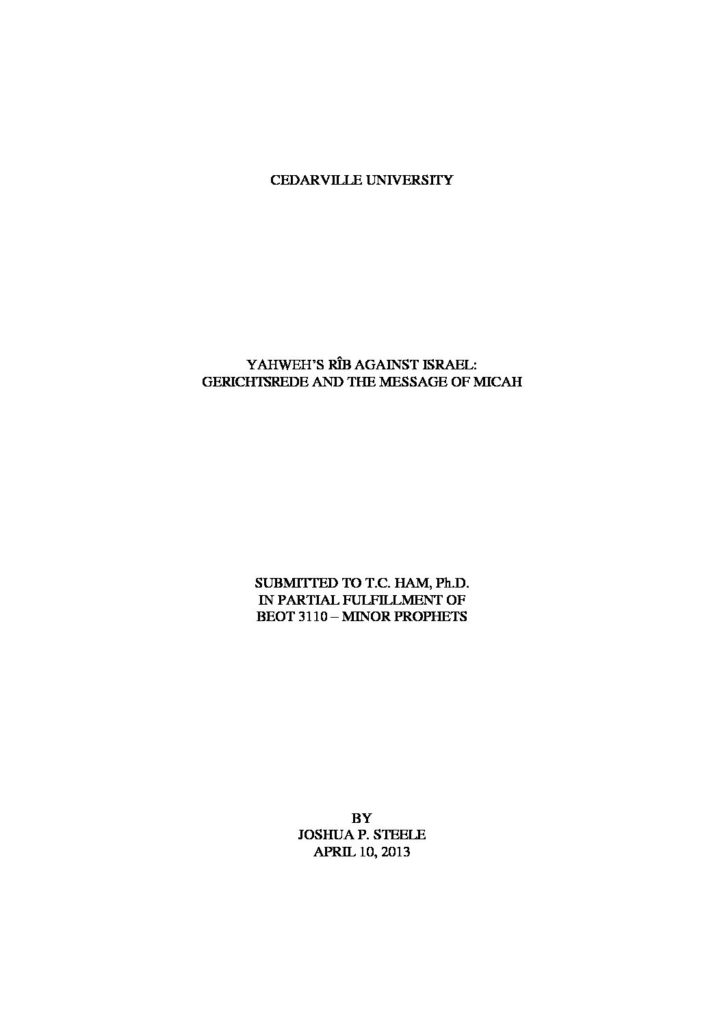 CEDARVILLE UNIVERSITY
YAHWEH’S RÎB AGAINST ISRAEL:
GERICHTSREDE AND THE MESSAGE OF MICAH
SUBMITTED TO T.C. HAM, Ph.D.
IN PARTIAL FULFILLMENT OF
BEOT 3110 – MINOR PROPHETS
BY
JOSHUA P. STEELE
APRIL 10, 2013